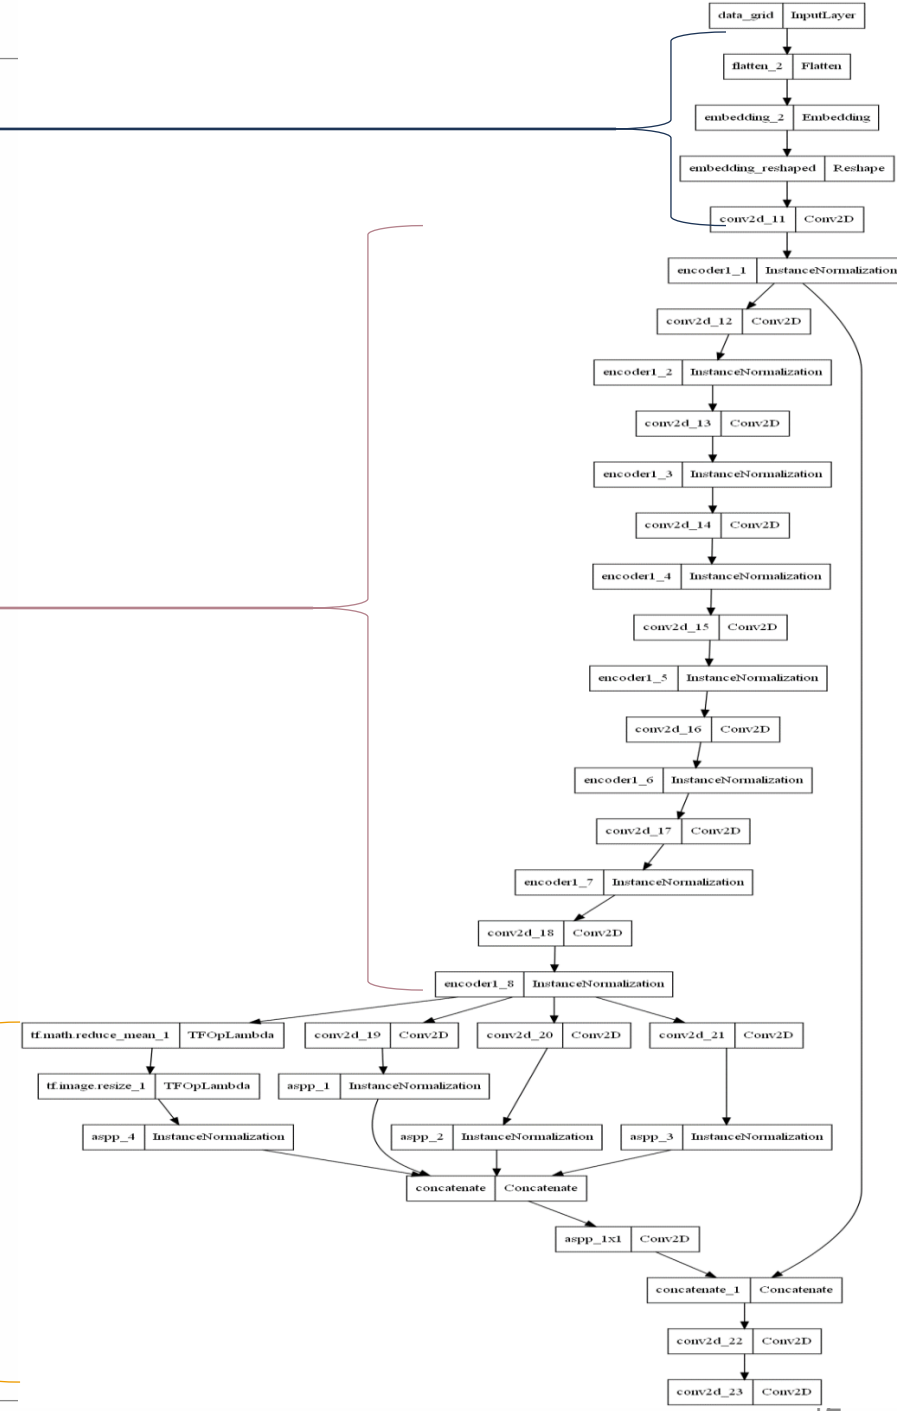 data_grid InputLayer
flatten_2 Flatten
embedding_2 Embedding
embedding_reshaped Reshape
conv2d_11 Conv2D
encoder1_1 InstanceNormalization
conv2d_12 Conv2D
encoder1_2 InstanceNormalization
conv2d_13 Conv2D
encoder1_3 InstanceNormalization
conv2d_14 Conv2D
encoder1_4 InstanceNormalization
conv2d_15 Conv2D
encoder1_5 InstanceNormalization
conv2d_16 Conv2D
encoder1_6 InstanceNormalization
conv2d_17 Conv2D
encoder1_7 InstanceNormalization
conv2d_18 Conv2D
encoder1_8 InstanceNormalization
tf.math.reduce_mean_1 TFOpLambda conv2d_19 Conv2D conv2d_20 Conv2D conv2d_21 Conv2D
tf.image.resize_1 TFOpLambda aspp_1 InstanceNormalization
aspp_4 InstanceNormalization aspp_2 InstanceNormalization aspp_3 InstanceNormalization
concatenate Concatenate
aspp_1x1 Conv2D
concatenate_1 Concatenate
conv2d_22 Conv2D
conv2d_23 Conv2D